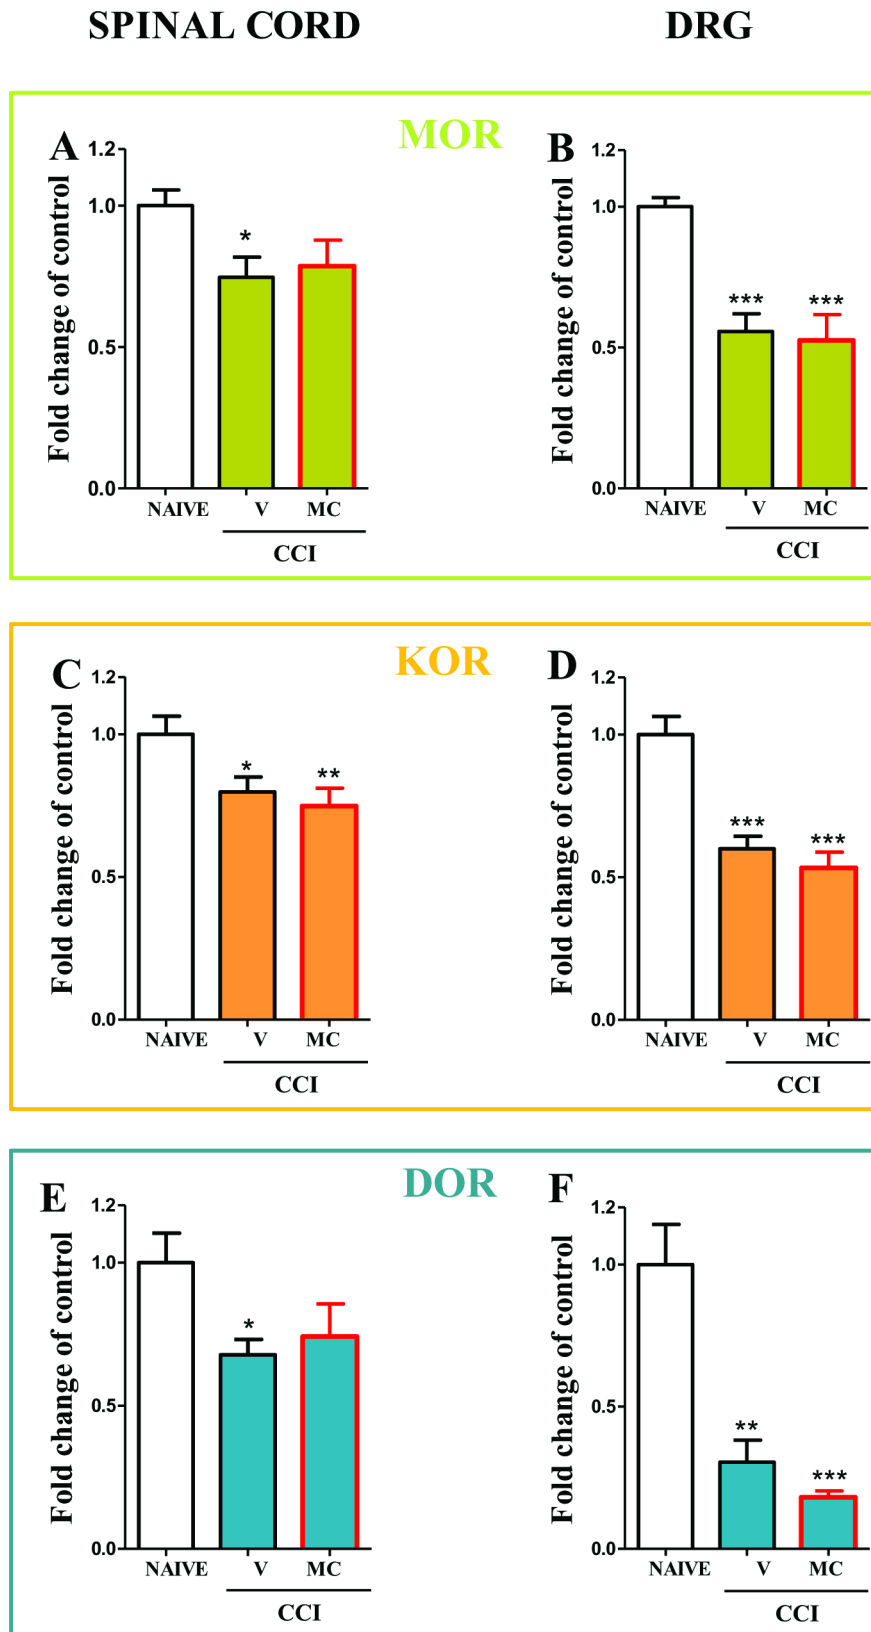 SPINAL CORD DRG
MOR
A
Fold change of control
1.2
1.0
0.5
0.0
*
NAIVE V MC
CCI
B
Fold change of control
1.2
1.0
0.5
0.0
*** ***
NAIVE V MC
CCI
KOR
C
Fold change of control
1.2
1.0
0.5
0.0
* **
NAIVE V MC
CCI
D
Fold change of control
1.2
1.0
0.5
0.0
*** ***
NAIVE V MC
CCI
DOR
E
Fold change of control
1.2
1.0
0.5
0.0
*
NAIVE V MC
CCI
F
Fold change of control
1.2
1.0
0.5
0.0
** ***
NAIVE V MC
CCI